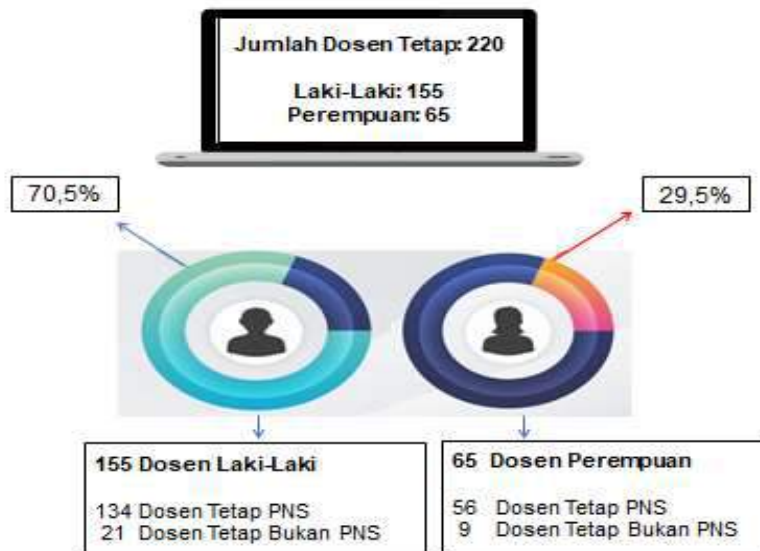 Jumlah Dosen Tetap: 220
Laki-Laki: 155
Perempuan: 65
70,5%
29,5%
155 Dosen Laki-Laki
134 Dosen Tetap PNS
21 Dosen Tetap Bukan PNS
65 Dosen Perempuan
56 Dosen Tetap PNS
9 Dosen Tetap Bukan PNS